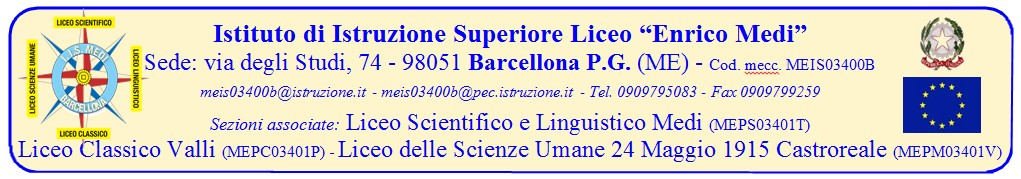 Istituto di Istruzione Superiore Liceo “Enrico Medi”
Sede: via degli Studi, 74 - 98051 Barcellona P.G. (ME) - Cod. mecc. MEIS03400B
meis03400b@istruzione.it - meis03400b@pec.istruzione.it - Tel. 0909795083 - Fax 0909799259
Sezioni associate: Liceo Scientifico e Linguistico Medi (MEPS03401T)
Liceo Classico Valli (MEPC03401P) - Liceo delle Scienze Umane 24 Maggio 1915 Castroreale (MEPM03401V)
LICEO SCIENTIFICO
LICEO SCIENZE UMANE
LICEO LINGUISTICO
I.S. MEDI
BARCELLONA
LICEO CLASSICO